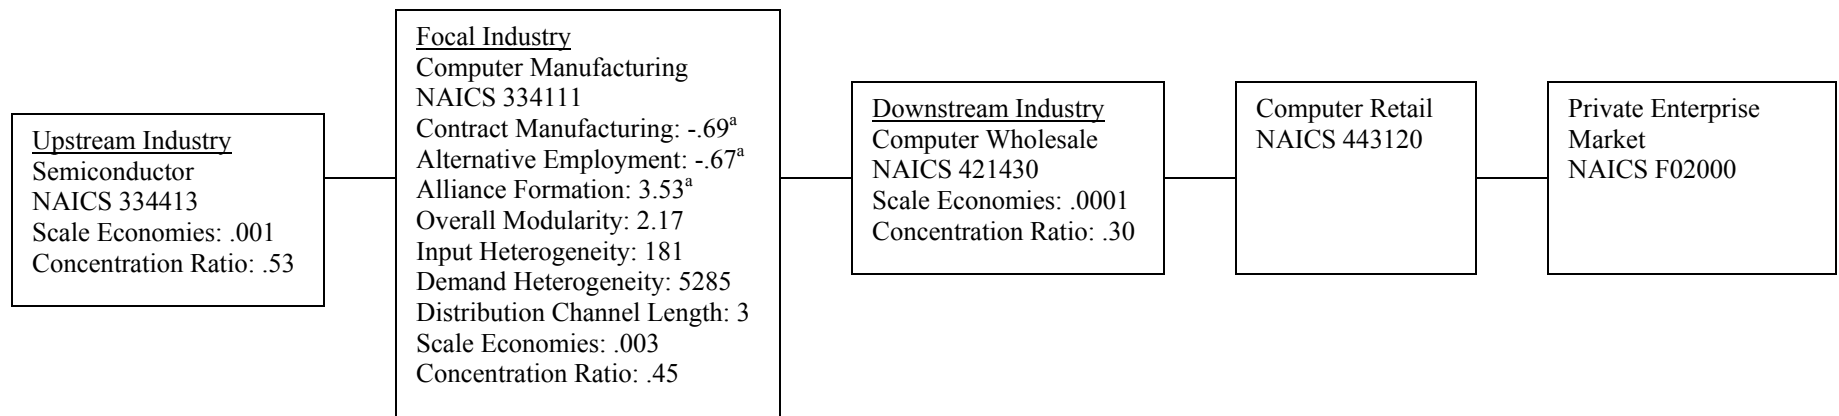 Upstream Industry
Semiconductor
NAICS 334413
Scale Economies: .001
Concentration Ratio: .53
Focal Industry
Computer Manufacturing
NAICS 334111
Contract Manufacturing: -.69ᵃ
Alternative Employment: -.67ᵃ
Alliance Formation: 3.53ᵃ
Overall Modularity: 2.17
Input Heterogeneity: 181
Demand Heterogeneity: 5285
Distribution Channel Length: 3
Scale Economies: .003
Concentration Ratio: .45
Downstream Industry
Computer Wholesale
NAICS 421430
Scale Economies: .0001
Concentration Ratio: .30
Computer Retail
NAICS 443120
Private Enterprise
Market
NAICS F02000